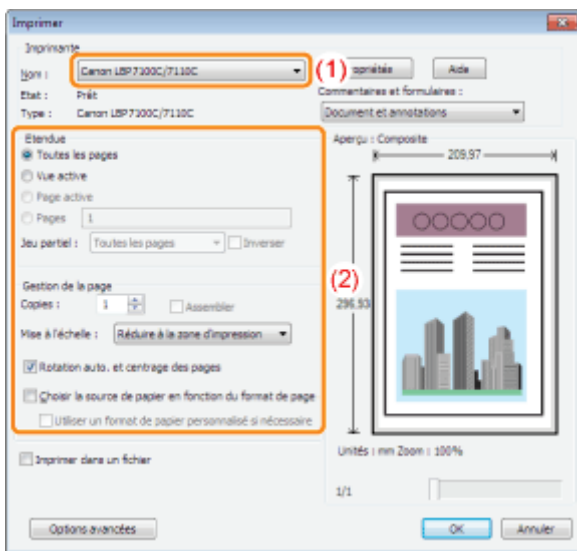 Imprimer
Imprimante
Nom : Canon LBP7100C/7110C (1) opriétés Aide
Etat : Prêt Commentaires et formulaires :
Type : Canon LBP7100C/7110C Document et annotations
Etendue Aperçu : Composite
Toutes les pages 209,97
Vue active
Page active
Pages 1
Jeu partiel : Toutes les pages Inverser
(2)
Gestion de la page
Copies : 1 Assembler 296,93
Mise à l'échelle : Réduire à la zone d'impression
Rotation auto. et centrage des pages
Choisir la source de papier en fonction du format de page
Utiliser un format de papier personnalisé si nécessaire
Unités : mm Zoom : 100%
Imprimer dans un fichier
1/1
Options avancées OK Annuler